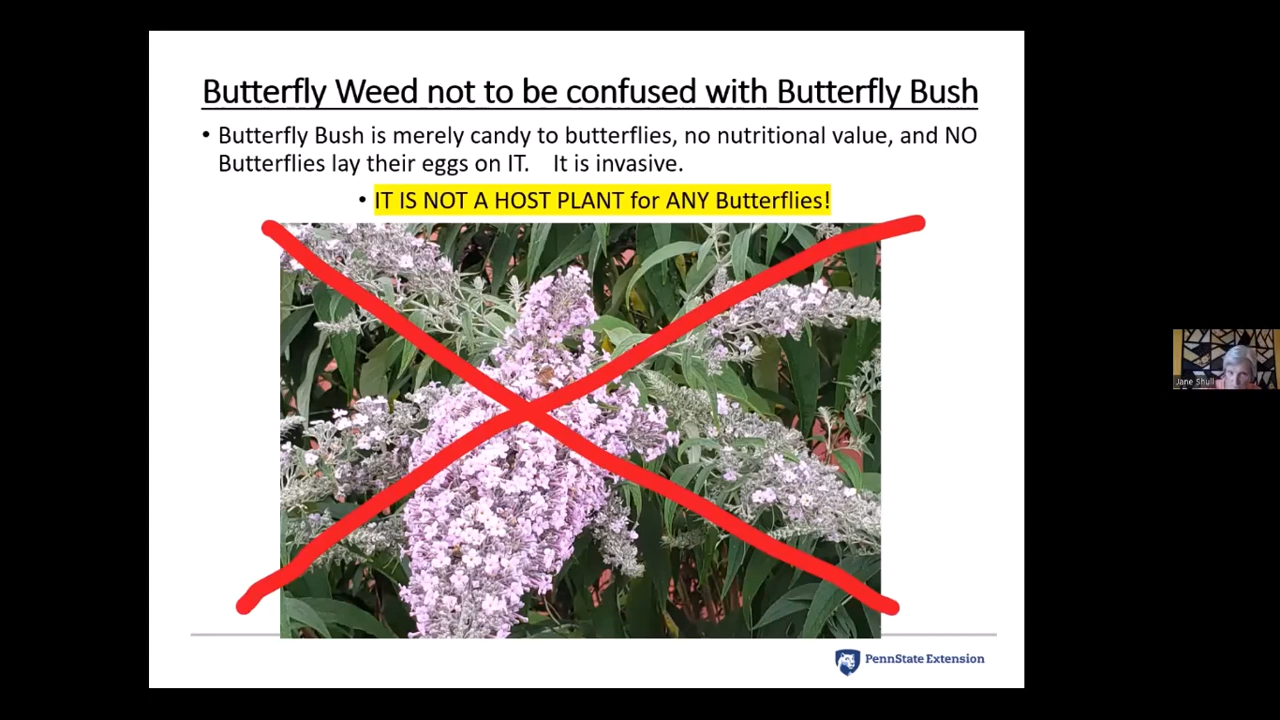 Butterfly Weed not to be confused with Butterfly Bush
• Butterfly Bush is merely candy to butterflies, no nutritional value, and NO
Butterflies lay their eggs on IT. It is invasive.
• IT IS NOT A HOST PLANT for ANY Butterflies!
Jane Shull
PennState Extension